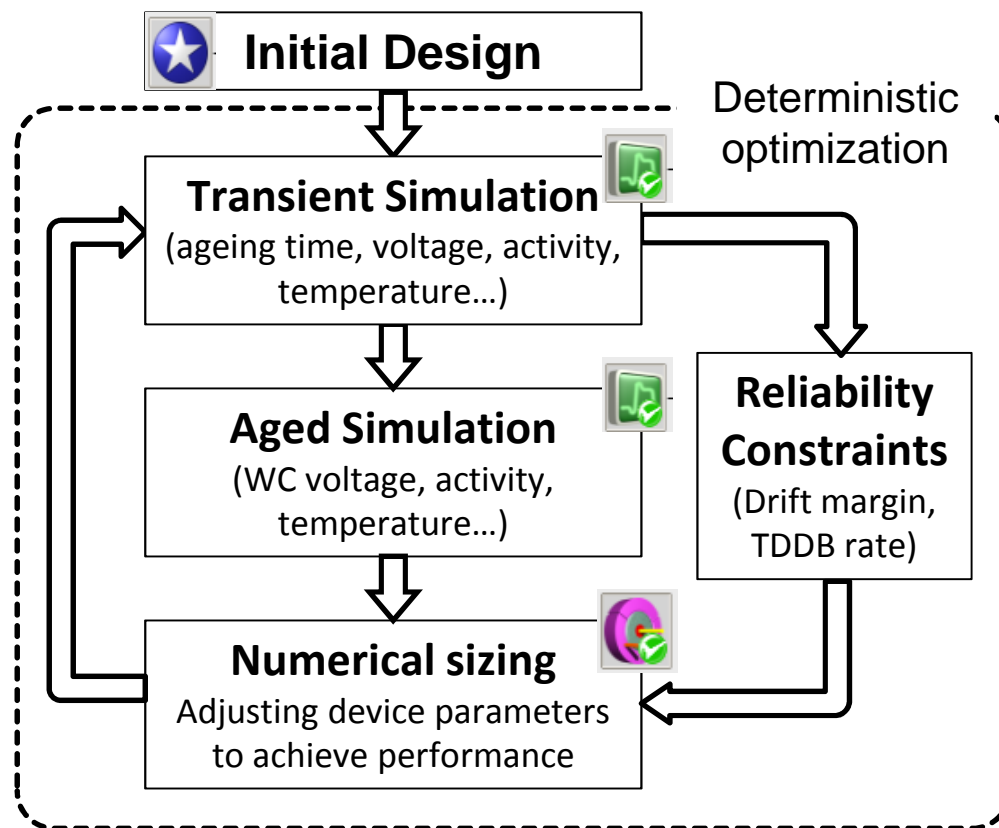 Initial Design
Deterministic
optimization
Transient Simulation
(ageing time, voltage, activity,
temperature…)
Aged Simulation
(WC voltage, activity,
temperature…)
Reliability
Constraints
(Drift margin,
TDDB rate)
Numerical sizing
Adjusting device parameters
to achieve performance